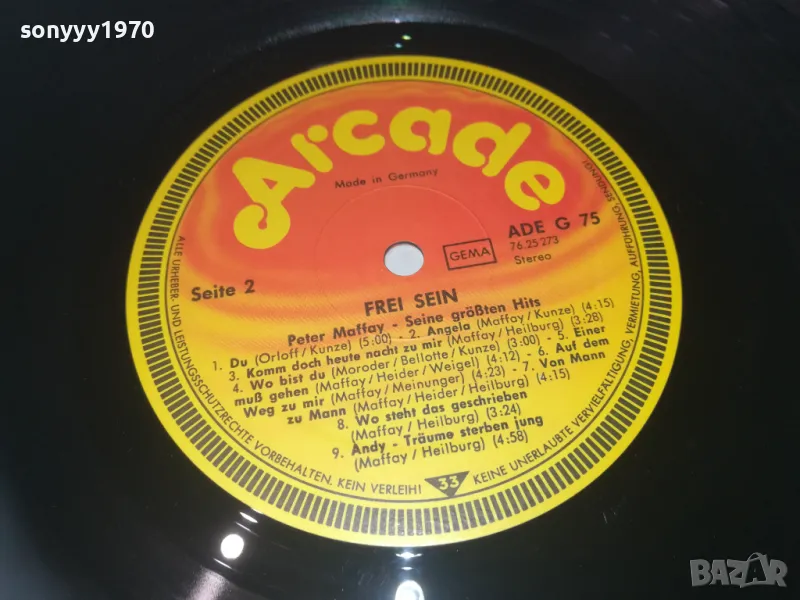 sonyyy1970
Arcade
Made in Germany
GEMA
ADE G 75
76.25 273
Stereo
Seite 2
FREI SEIN
Peter Maffay - Seine größten Hits
1. Du (Orloff/Kunze) (5:00) - 2. Angela (Maffay/Kunze) (4:15)
3. Komm doch heute nacht zu mir (Maffay/Heilburg) (3:28)
4. Wo bist du (Moroder/Bellotte/Kunze) (3:00) - 5. Einer
muß gehen (Maffay/Heider/Weigel) (4:12) - 6. Auf dem
Weg zu mir (Maffay/Meinunger) (4:23) - 7. Von Mann
zu Mann (Maffay/Heider/Heilburg) (4:15)
8. Wo steht das geschrieben
(Maffay/Heilburg) (3:24)
9. Andy - Träume sterben jung
(Maffay/Heilburg) (4:58)
33
ALLE URHEBER- UND LEISTUNGSSCHUTZRECHTE VORBEHALTEN. KEIN VERLEIH! KEINE UNERLAUBTE VERVIELFÄLTIGUNG, VERMIETUNG, AUFFÜHRUNG, SENDUNG!
BAZAR